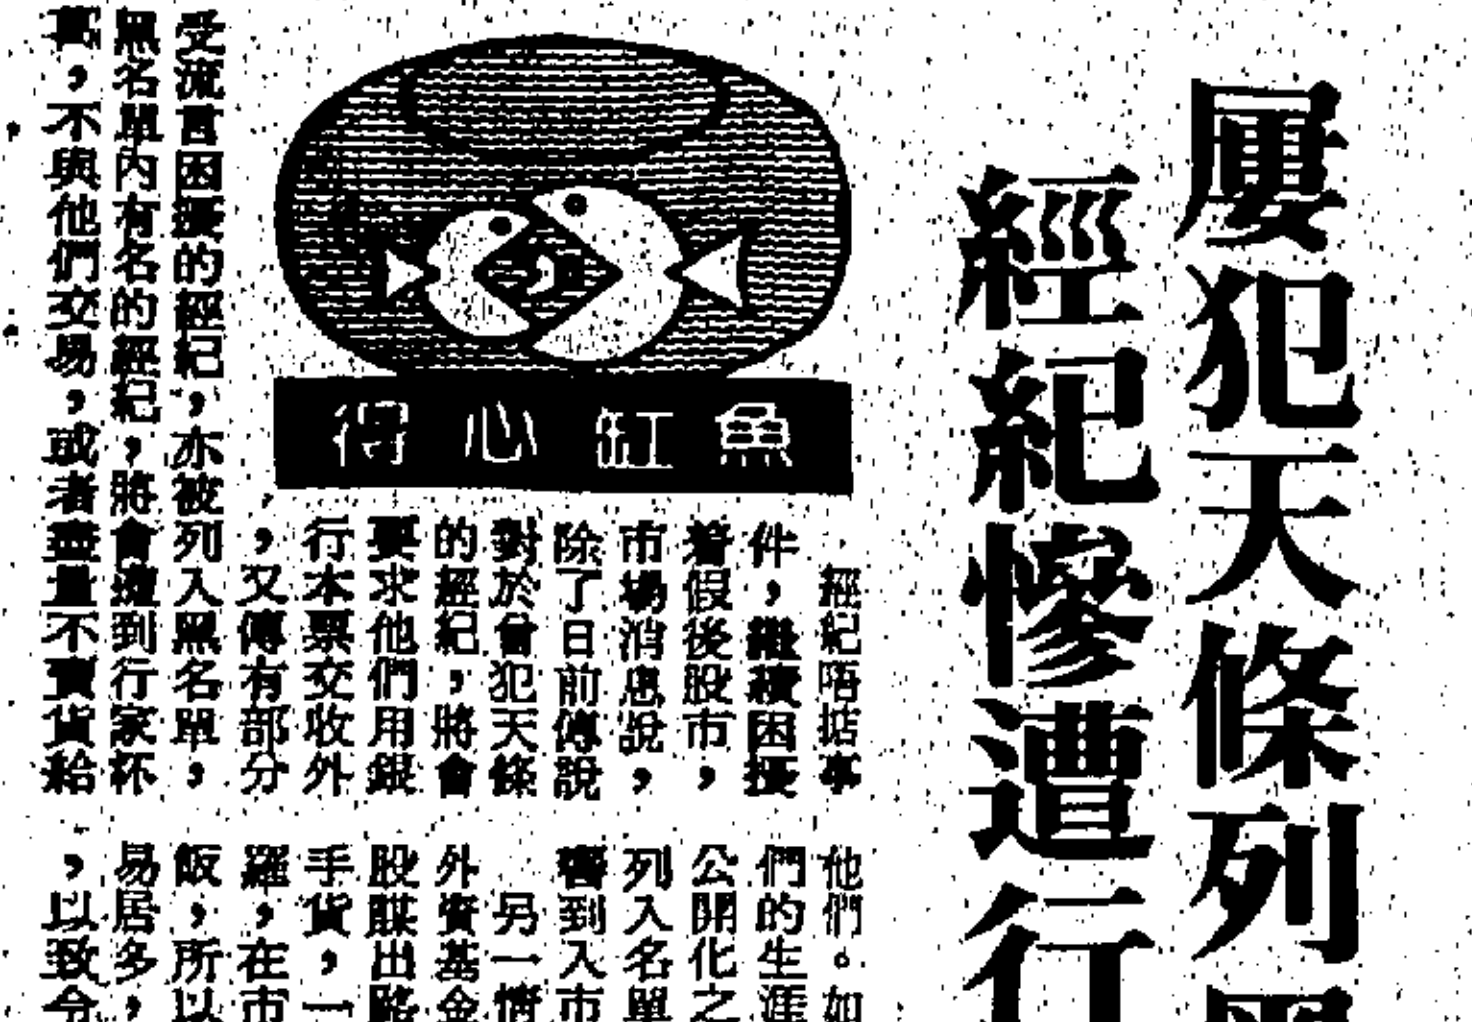 屢犯天條列
經紀慘遭行
魚缸心得
經紀唔掂事
件，繼續困擾
着假後股市，
市場消息說，
除了日前傳說
對於曾犯天條
的經紀，將會
要求他們用銀
行本票交收外
，又傳有部分
受流言困擾的經紀，亦被列入黑名單，
黑名單內有名的經紀，將會遭到行家杯
葛，不與他們交易，或者盡量不賣貨給
他們。如
們的生涯
公開化之
列入名單
響到入市
另一
外資基金
股謀出路
手貨，一
羅，在市
飯，所以
易居多，
，以致令